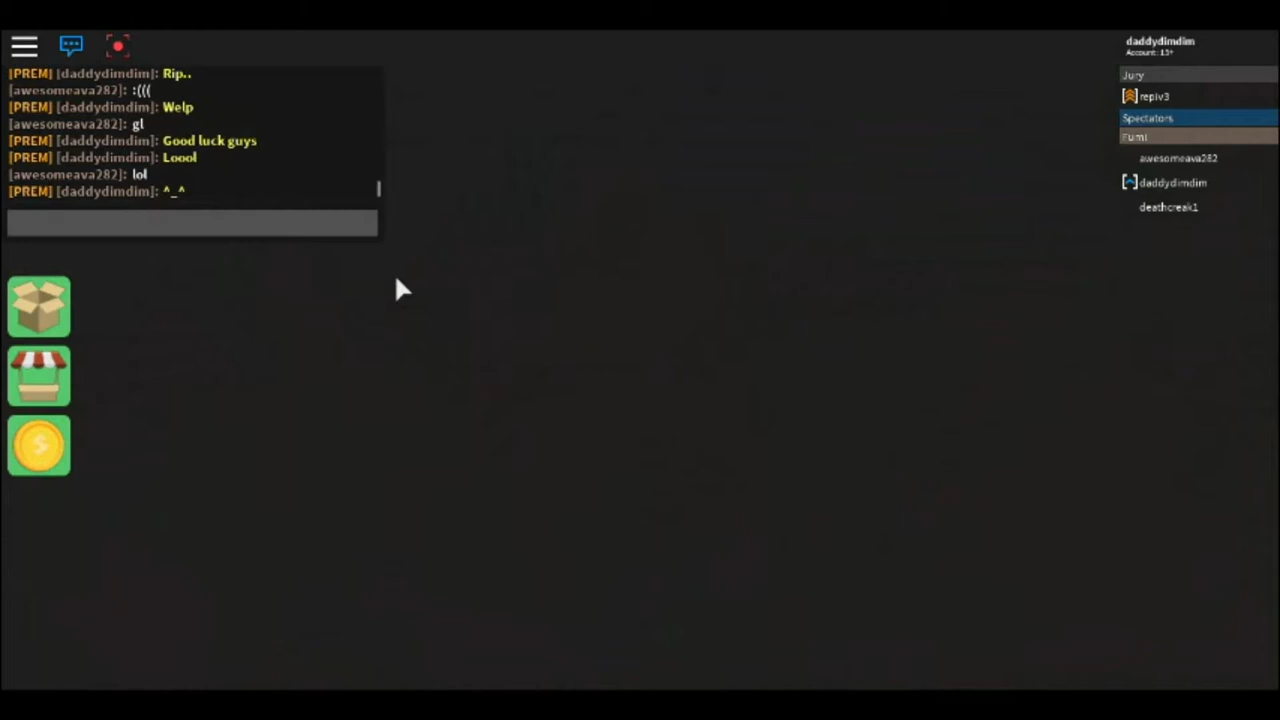 [PREM] [daddydimdim]: Rip..
[awesomeava282]: :(((
[PREM] [daddydimdim]: Welp
[awesomeava282]: gl
[PREM] [daddydimdim]: Good luck guys
[PREM] [daddydimdim]: Loool
[awesomeava282]: lol
[PREM] [daddydimdim]: ^_^
daddydimdim
Account: 13+
Jury
repiv3
Spectators
Fumi
awesomeava282
daddydimdim
deathcreak1